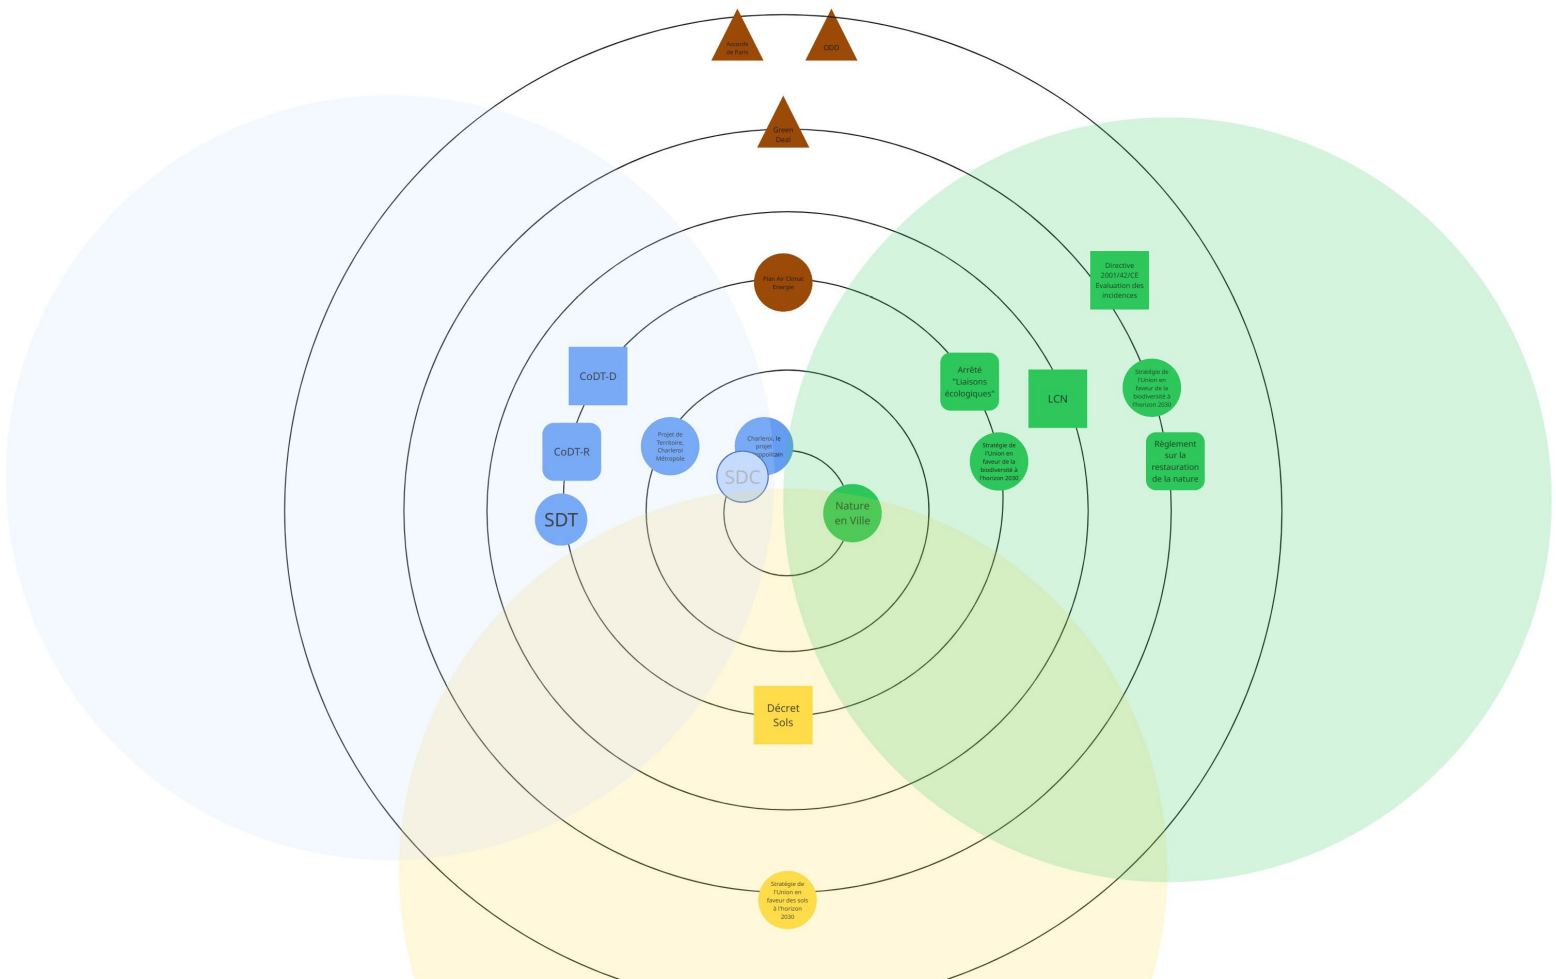 Accords
de Paris
ODD
Green
Deal
Directive
2001/42/CE
Evaluation des
incidences
Plan Air Climat
Energie
CoDT-D
Arrêté
"Liaisons
écologiques"
LCN
Stratégie de
l'Union en
faveur de la
biodiversité à
l'horizon 2030
CoDT-R
Projet de
Territoire,
Charleroi
Métropole
Charleroi, le
projet
opolitain
SDC
Stratégie de
l'Union en
faveur de la
biodiversité à
l'horizon 2030
Règlement
sur la
restauration
de la nature
SDT
Nature
en Ville
Décret
Sols
Stratégie de
l'Union en
faveur des sols
à l'horizon
2030